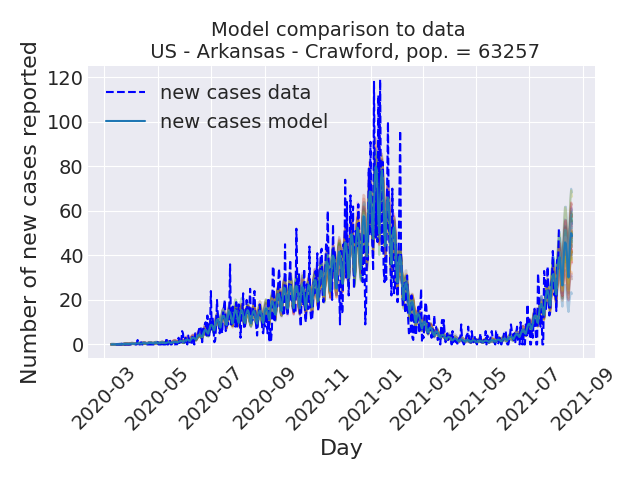 Model comparison to data
US - Arkansas - Crawford, pop. = 63257
Number of new cases reported
120
100
80
60
40
20
0
new cases data
new cases model
2020-03
2020-05
2020-07
2020-09
2020-11
2021-01
2021-03
2021-05
2021-07
2021-09
Day